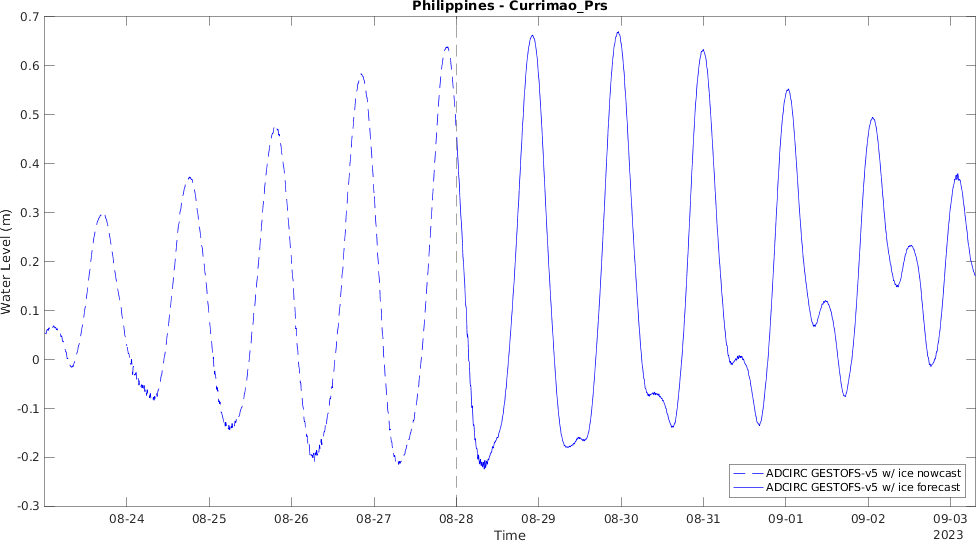 Philippines - Currimao_Prs
Water Level (m)
0.7
0.6
0.5
0.4
0.3
0.2
0.1
0
-0.1
-0.2
-0.3
ADCIRC GESTOFS-v5 w/ ice nowcast
ADCIRC GESTOFS-v5 w/ ice forecast
08-24 08-25 08-26 08-27 08-28 08-29 08-30 08-31 09-01 09-02 09-03
Time
2023